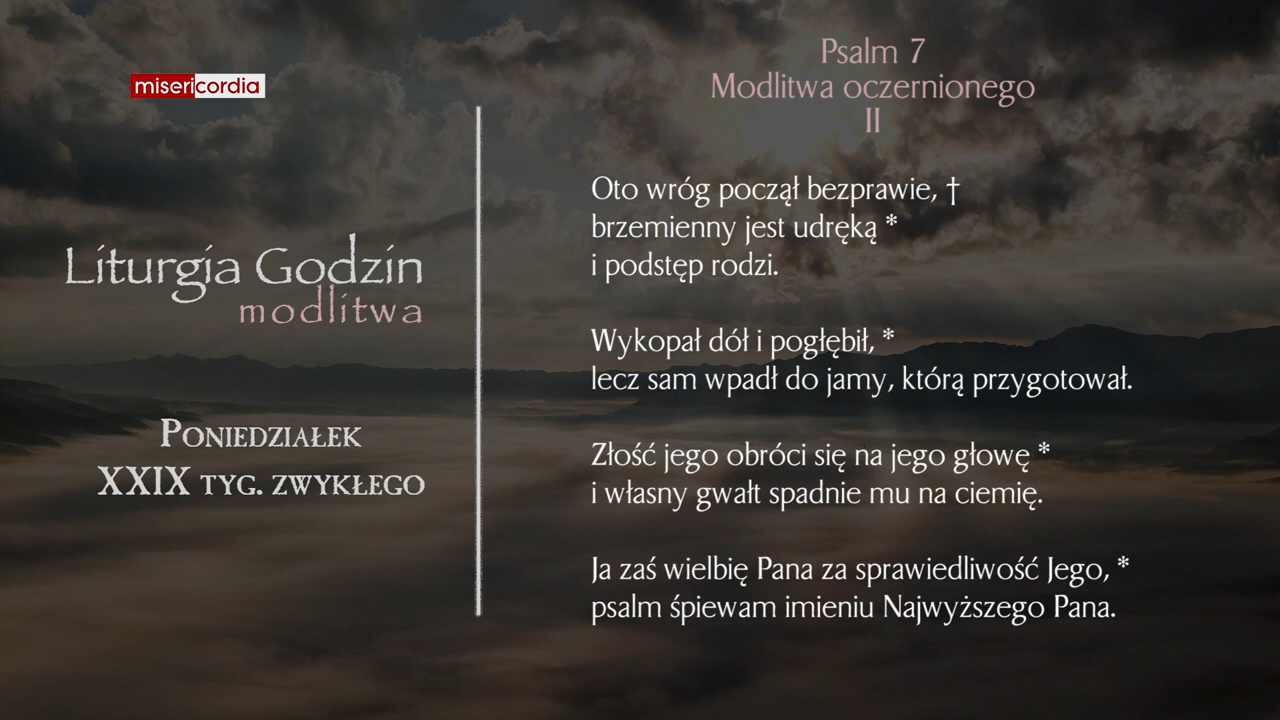 misericordia
Liturgia Godzin
modlitwa
Poniedziałek
XXIX tyg. zwykłego
Psalm 7
Modlitwa oczernionego
II
Oto wróg począł bezprawie, †
brzemienny jest udręką *
i podstęp rodzi.
Wykopał dół i pogłębił, *
lecz sam wpadł do jamy, którą przygotował.
Złość jego obróci się na jego głowę *
i własny gwałt spadnie mu na ciemię.
Ja zaś wielbię Pana za sprawiedliwość Jego, *
psalm śpiewam imieniu Najwyższego Pana.